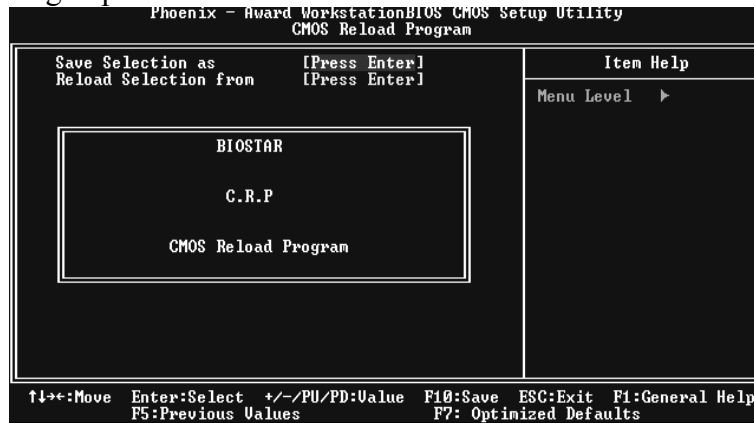 Phoenix - Award WorkstationBIOS CMOS Setup Utility
CMOS Reload Program
Save Selection as [Press Enter]
Reload Selection from [Press Enter]
Item Help
Menu Level ▶
BIOSTAR
C.R.P
CMOS Reload Program
↑↓→←:Move Enter:Select +/-/PU/PD:Value F10:Save ESC:Exit F1:General Help
F5:Previous Values F7: Optimized Defaults